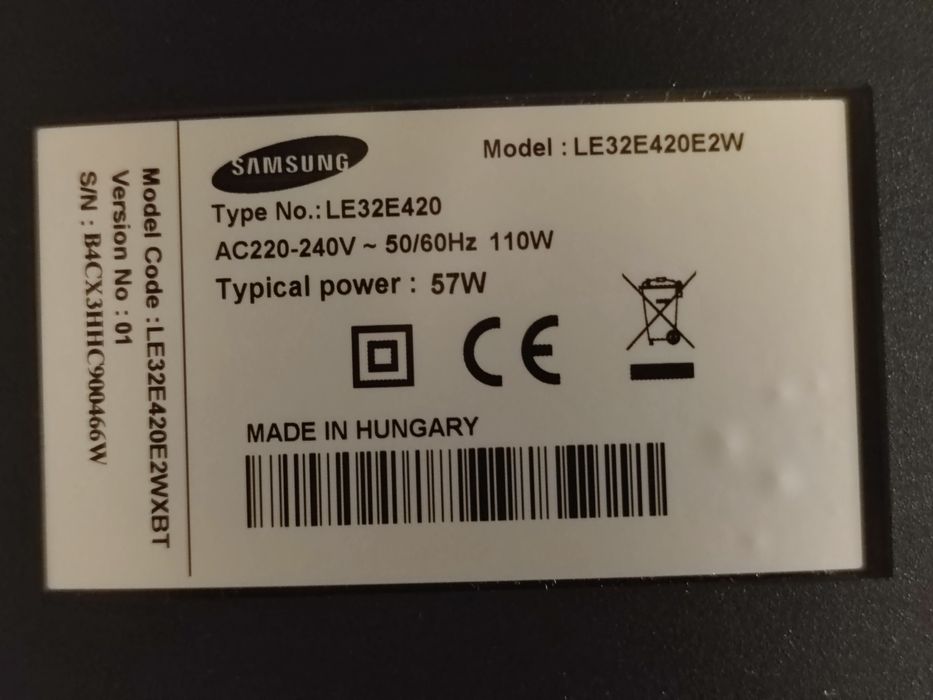 SAMSUNG
Model : LE32E420E2W
Type No.: LE32E420
AC220-240V ~ 50/60Hz 110W
Typical power : 57W
CE
MADE IN HUNGARY
Model Code : LE32E420E2WXBT
Version No : 01
S/N : B4CX3HHC900466W